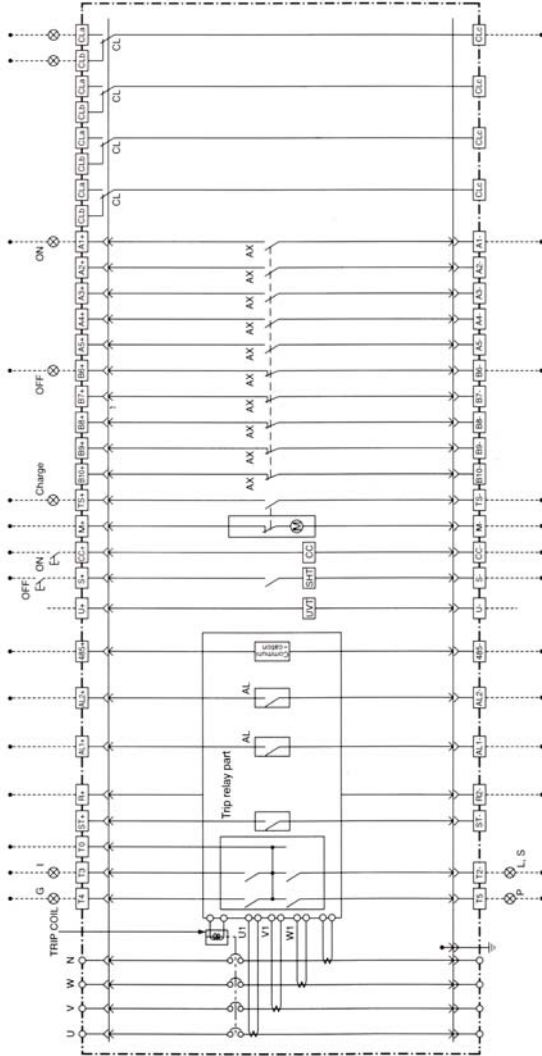 OFF
TRIP COIL G I OFF ON Charge ON
U V W N T4 T3 T0 ST+ R+ AL1+ AL2+ 485+ U+ S+ CC+ M+ TS+ B10+ B9+ B8+ B7+ B6+ A5+ A4+ A3+ A2+ A1+ CLb CLa CLb CLa CLb CLa CLb CLa
CL CL CL CL
Trip relay part
U1 V1 W1
AL AL AX AX AX AX AX AX AX AX AX AX
Communi
-cation
M
UVT SHT CC
T5 T2- ST- R2- AL1- AL2- 485- U- S- CC- M- TS- B10- B9- B8- B7- B6- A5- A4- A3- A2- A1- CLc CLc CLc CLc
P L, S